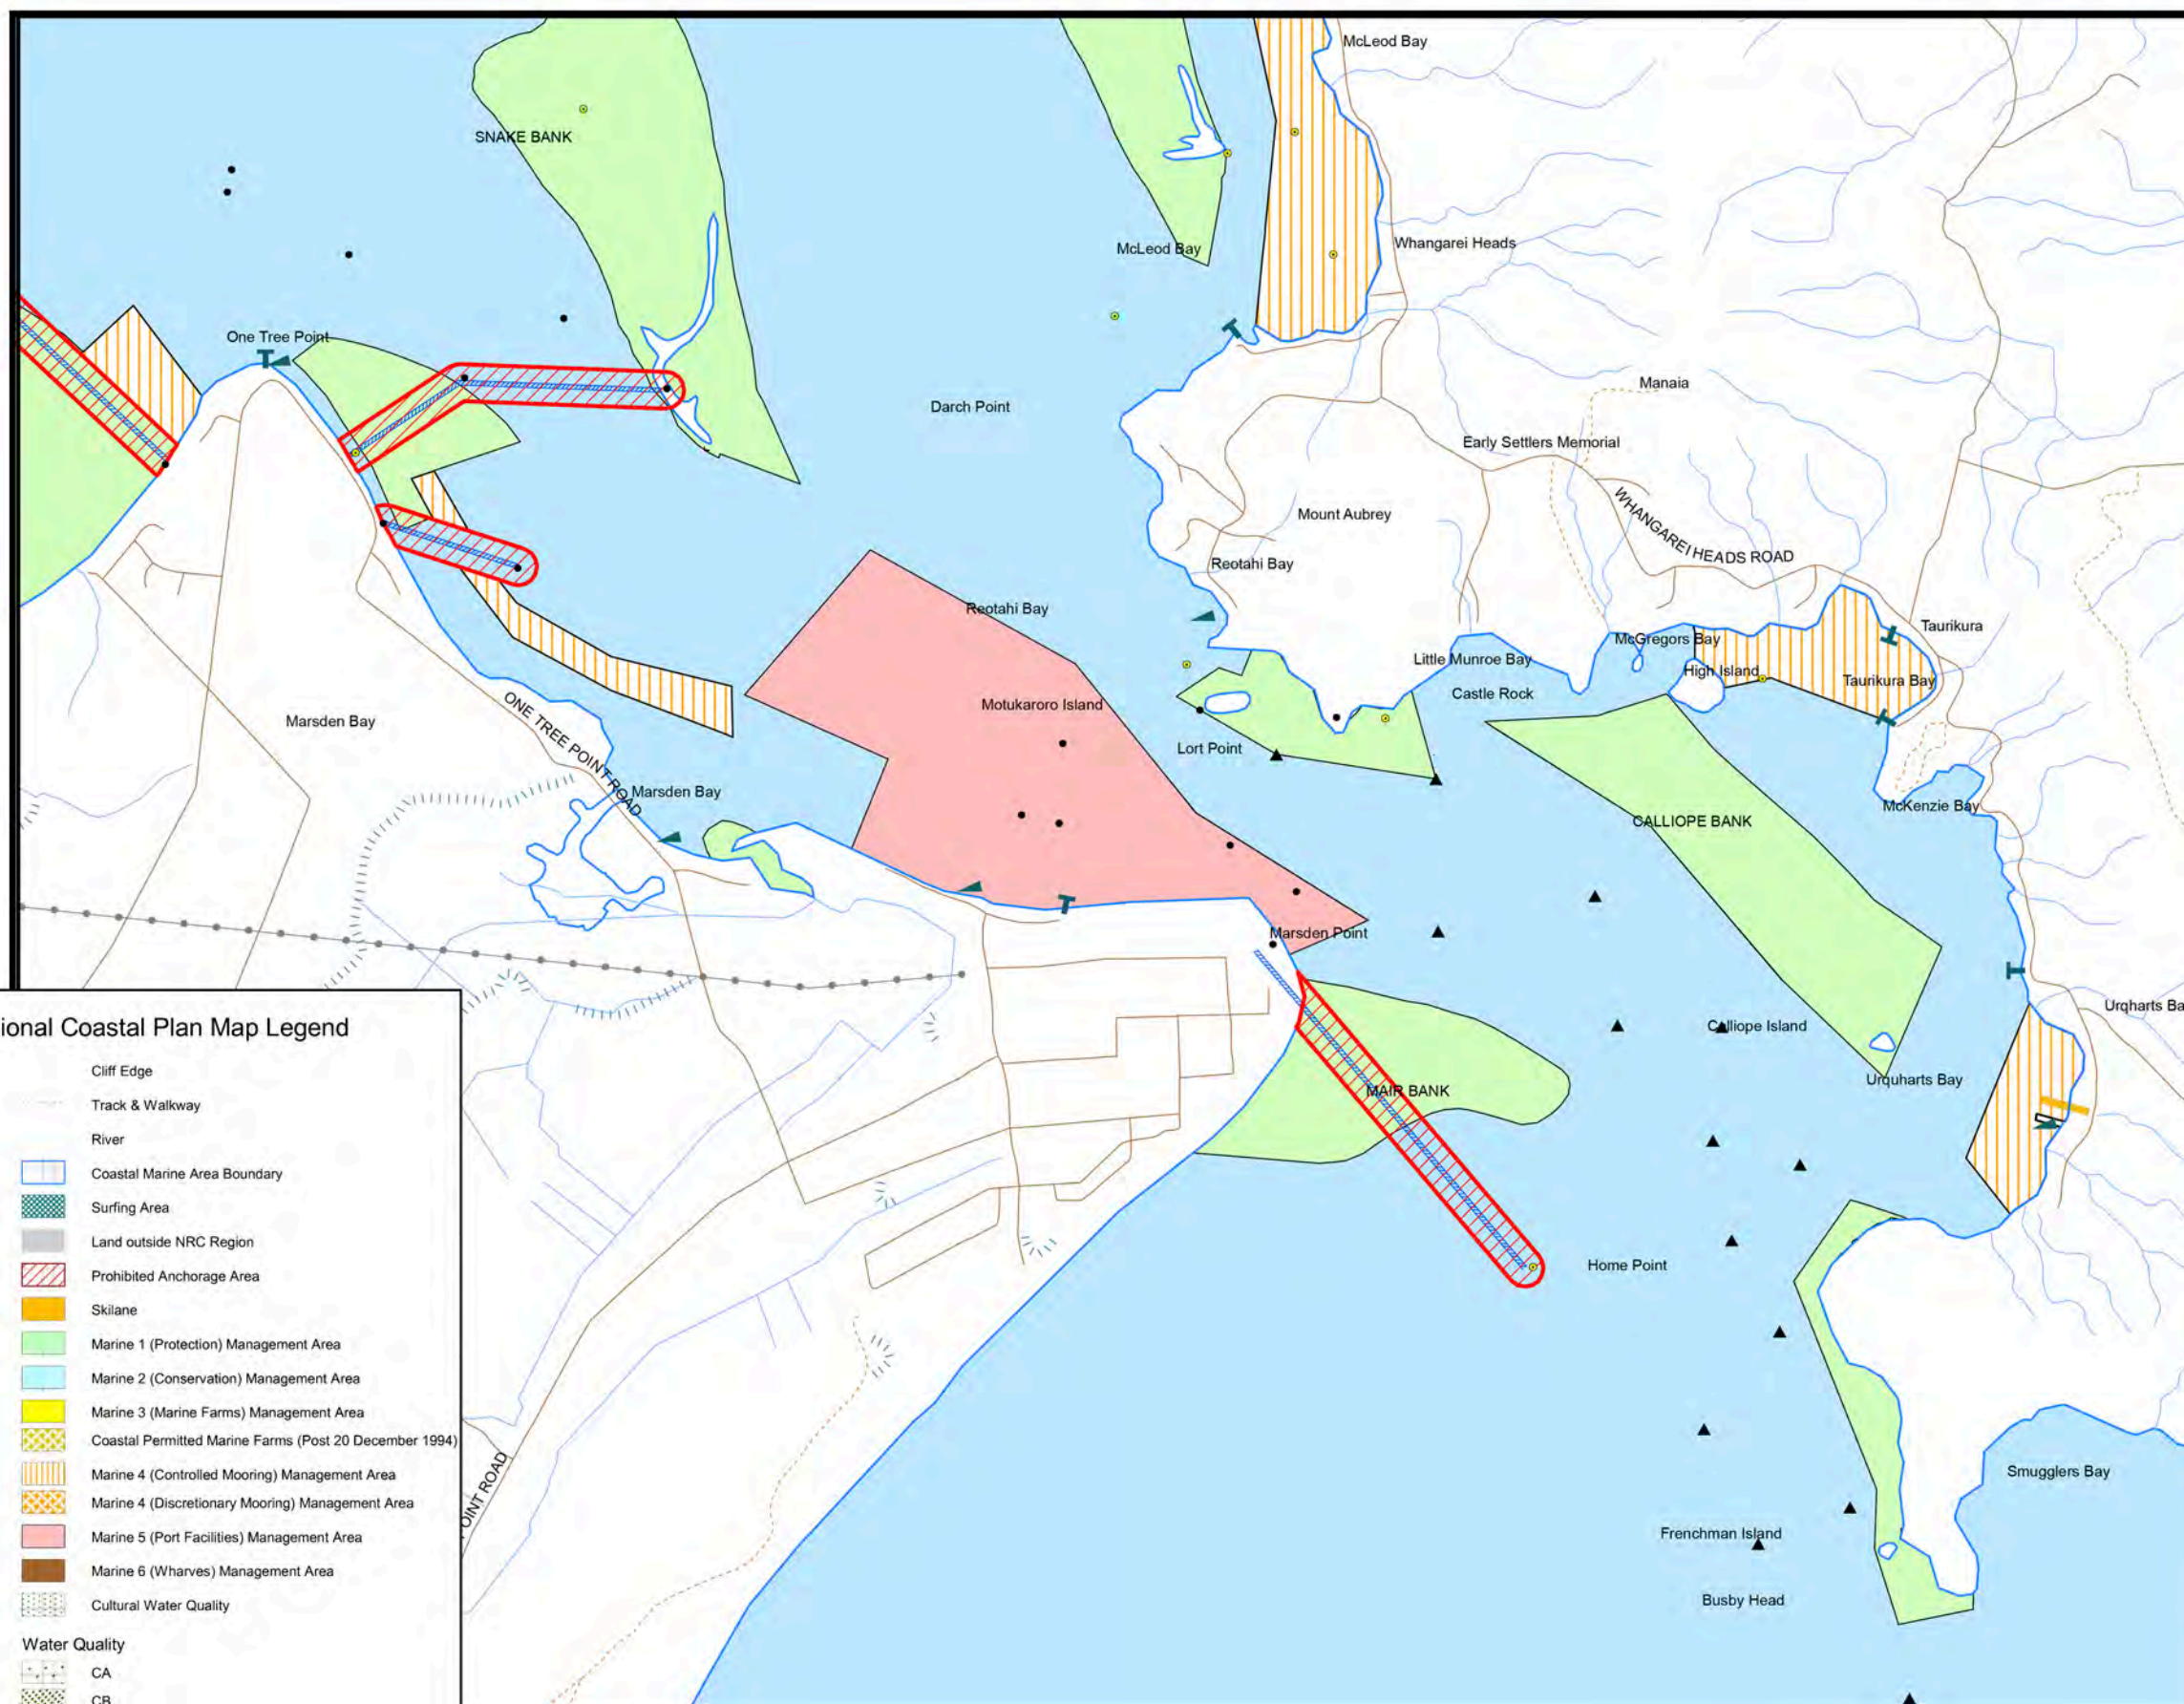 McLeod Bay
SNAKE BANK
McLeod Bay
Whangarei Heads
One Tree Point
Manaia
Darch Point
Early Settlers Memorial
WHANGAREI HEADS ROAD
Mount Aubrey
Reotahi Bay
Reotahi Bay
Taurikura
McGregors Bay
Little Munroe Bay
High Island
Taurikura Bay
Castle Rock
Motukaroro Island
Marsden Bay
ONE TREE POINT ROAD
Lort Point
Marsden Bay
McKenzie Bay
CALLIOPE BANK
Marsden Point
Urqharts Ba
Calliope Island
Urquharts Bay
MAIR BANK
Home Point
Smugglers Bay
Frenchman Island
Busby Head
POINT ROAD
ional Coastal Plan Map Legend
Cliff Edge
Track & Walkway
River
Coastal Marine Area Boundary
Surfing Area
Land outside NRC Region
Prohibited Anchorage Area
Skilane
Marine 1 (Protection) Management Area
Marine 2 (Conservation) Management Area
Marine 3 (Marine Farms) Management Area
Coastal Permitted Marine Farms (Post 20 December 1994)
Marine 4 (Controlled Mooring) Management Area
Marine 4 (Discretionary Mooring) Management Area
Marine 5 (Port Facilities) Management Area
Marine 6 (Wharves) Management Area
Cultural Water Quality
Water Quality
CA
CB